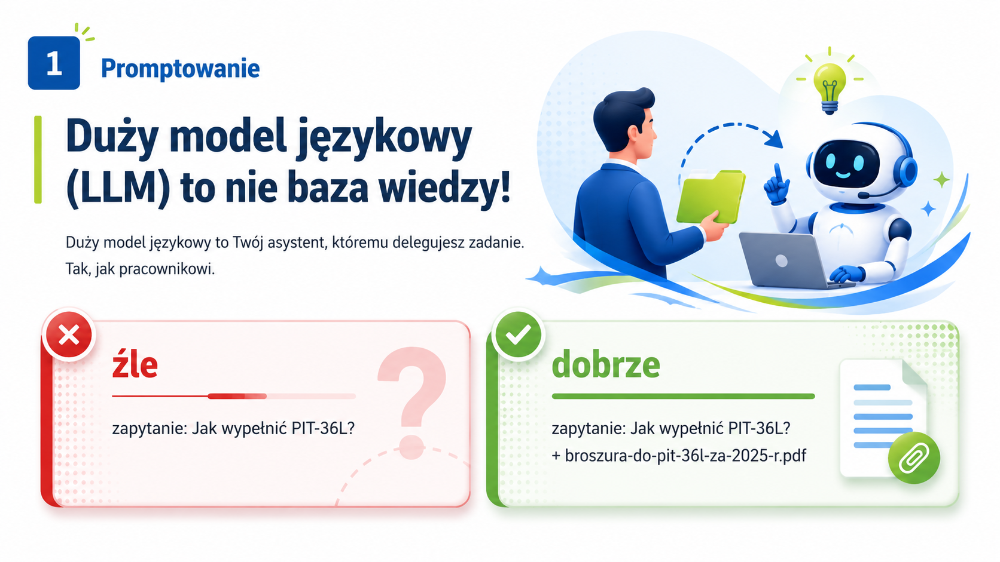 1
Promptowanie
Duży model językowy
(LLM) to nie baza wiedzy!
Duży model językowy to Twój asystent, któremu delegujesz zadanie.
Tak, jak pracownikowi.
źle
zapytanie: Jak wypełnić PIT-36L?
?
dobrze
zapytanie: Jak wypełnić PIT-36L?
+ broszura-do-pit-36l-za-2025-r.pdf